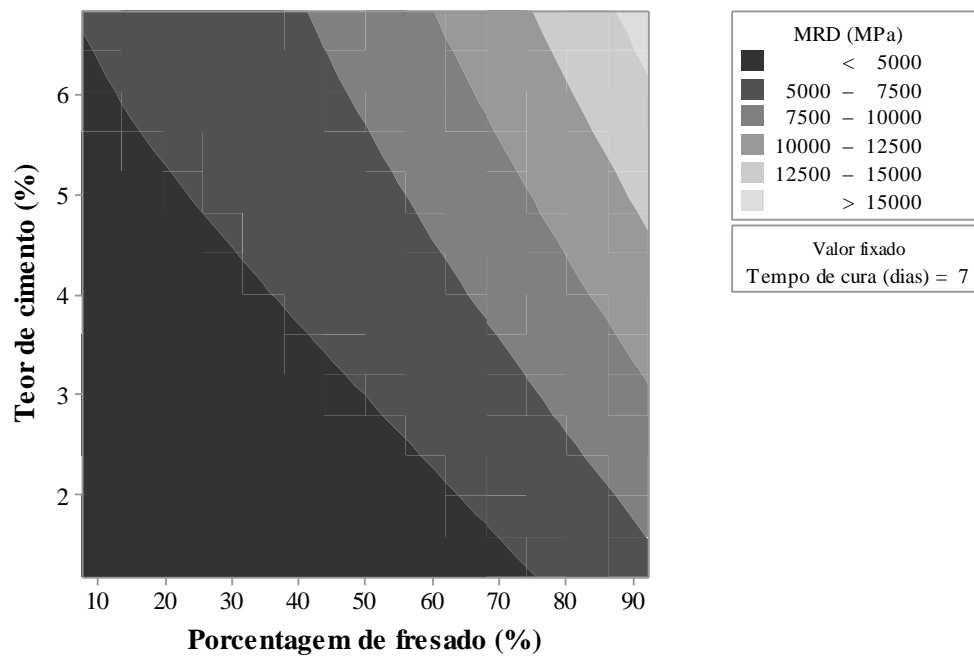 MRD (MPa)
< 5000
5000 – 7500
7500 – 10000
10000 – 12500
12500 – 15000
> 15000
Valor fixado
Tempo de cura (dias) = 7
Teor de cimento (%)
6
5
4
3
2
10 20 30 40 50 60 70 80 90
Porcentagem de fresado (%)